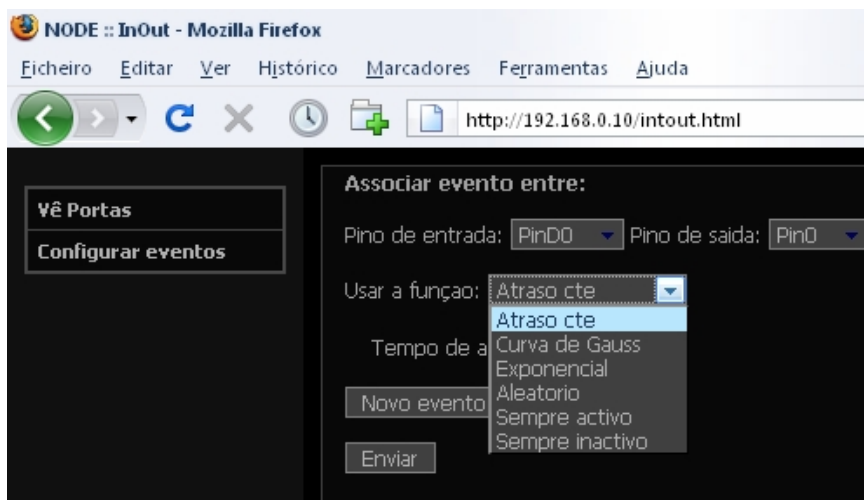 NODE :: InOut - Mozilla Firefox
Ficheiro Editar Ver Histórico Marcadores Ferramentas Ajuda
http://192.168.0.10/intout.html
Vê Portas
Configurar eventos
Associar evento entre:
Pino de entrada: PinD0 Pino de saida: Pin0
Usar a funçao: Atraso cte
Atraso cte
Curva de Gauss
Exponencial
Aleatorio
Sempre activo
Sempre inactivo
Tempo de a
Novo evento
Enviar